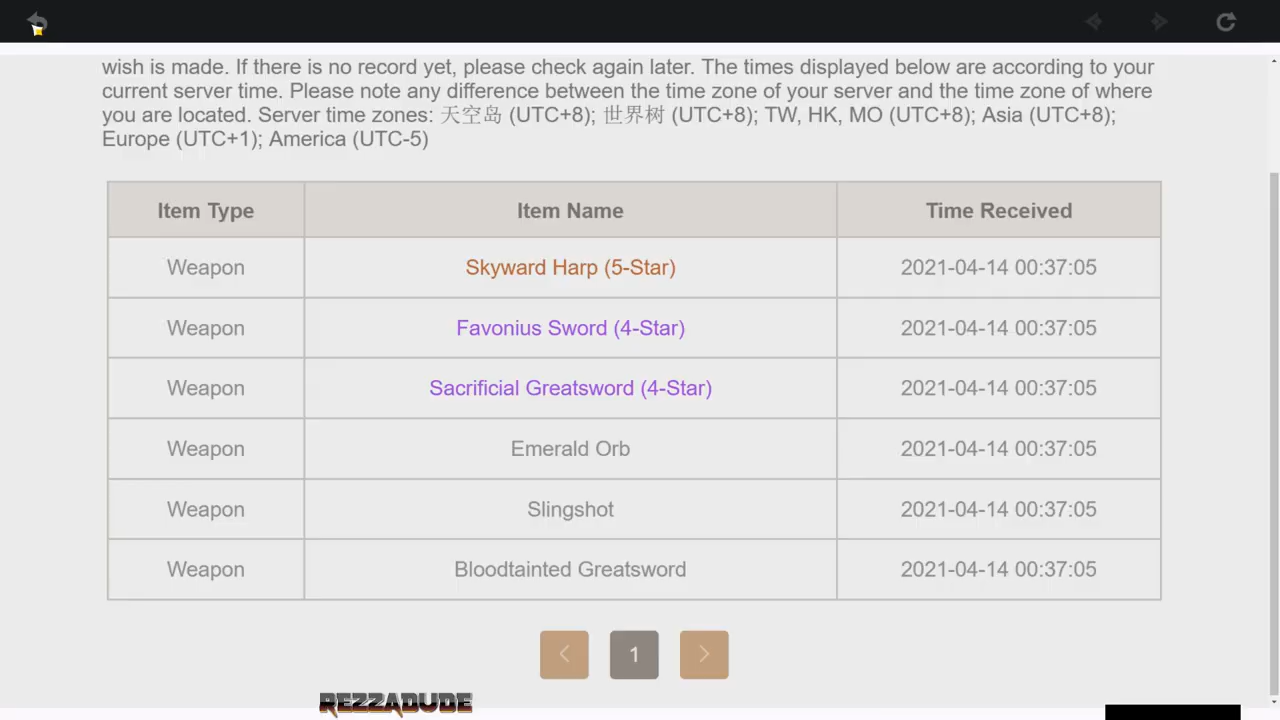 wish is made. If there is no record yet, please check again later. The times displayed below are according to your
current server time. Please note any difference between the time zone of your server and the time zone of where
you are located. Server time zones: 天空岛 (UTC+8); 世界树 (UTC+8); TW, HK, MO (UTC+8); Asia (UTC+8);
Europe (UTC+1); America (UTC-5)
Item Type Item Name Time Received
Weapon Skyward Harp (5-Star) 2021-04-14 00:37:05
Weapon Favonius Sword (4-Star) 2021-04-14 00:37:05
Weapon Sacrificial Greatsword (4-Star) 2021-04-14 00:37:05
Weapon Emerald Orb 2021-04-14 00:37:05
Weapon Slingshot 2021-04-14 00:37:05
Weapon Bloodtainted Greatsword 2021-04-14 00:37:05
1
REZZADUDE